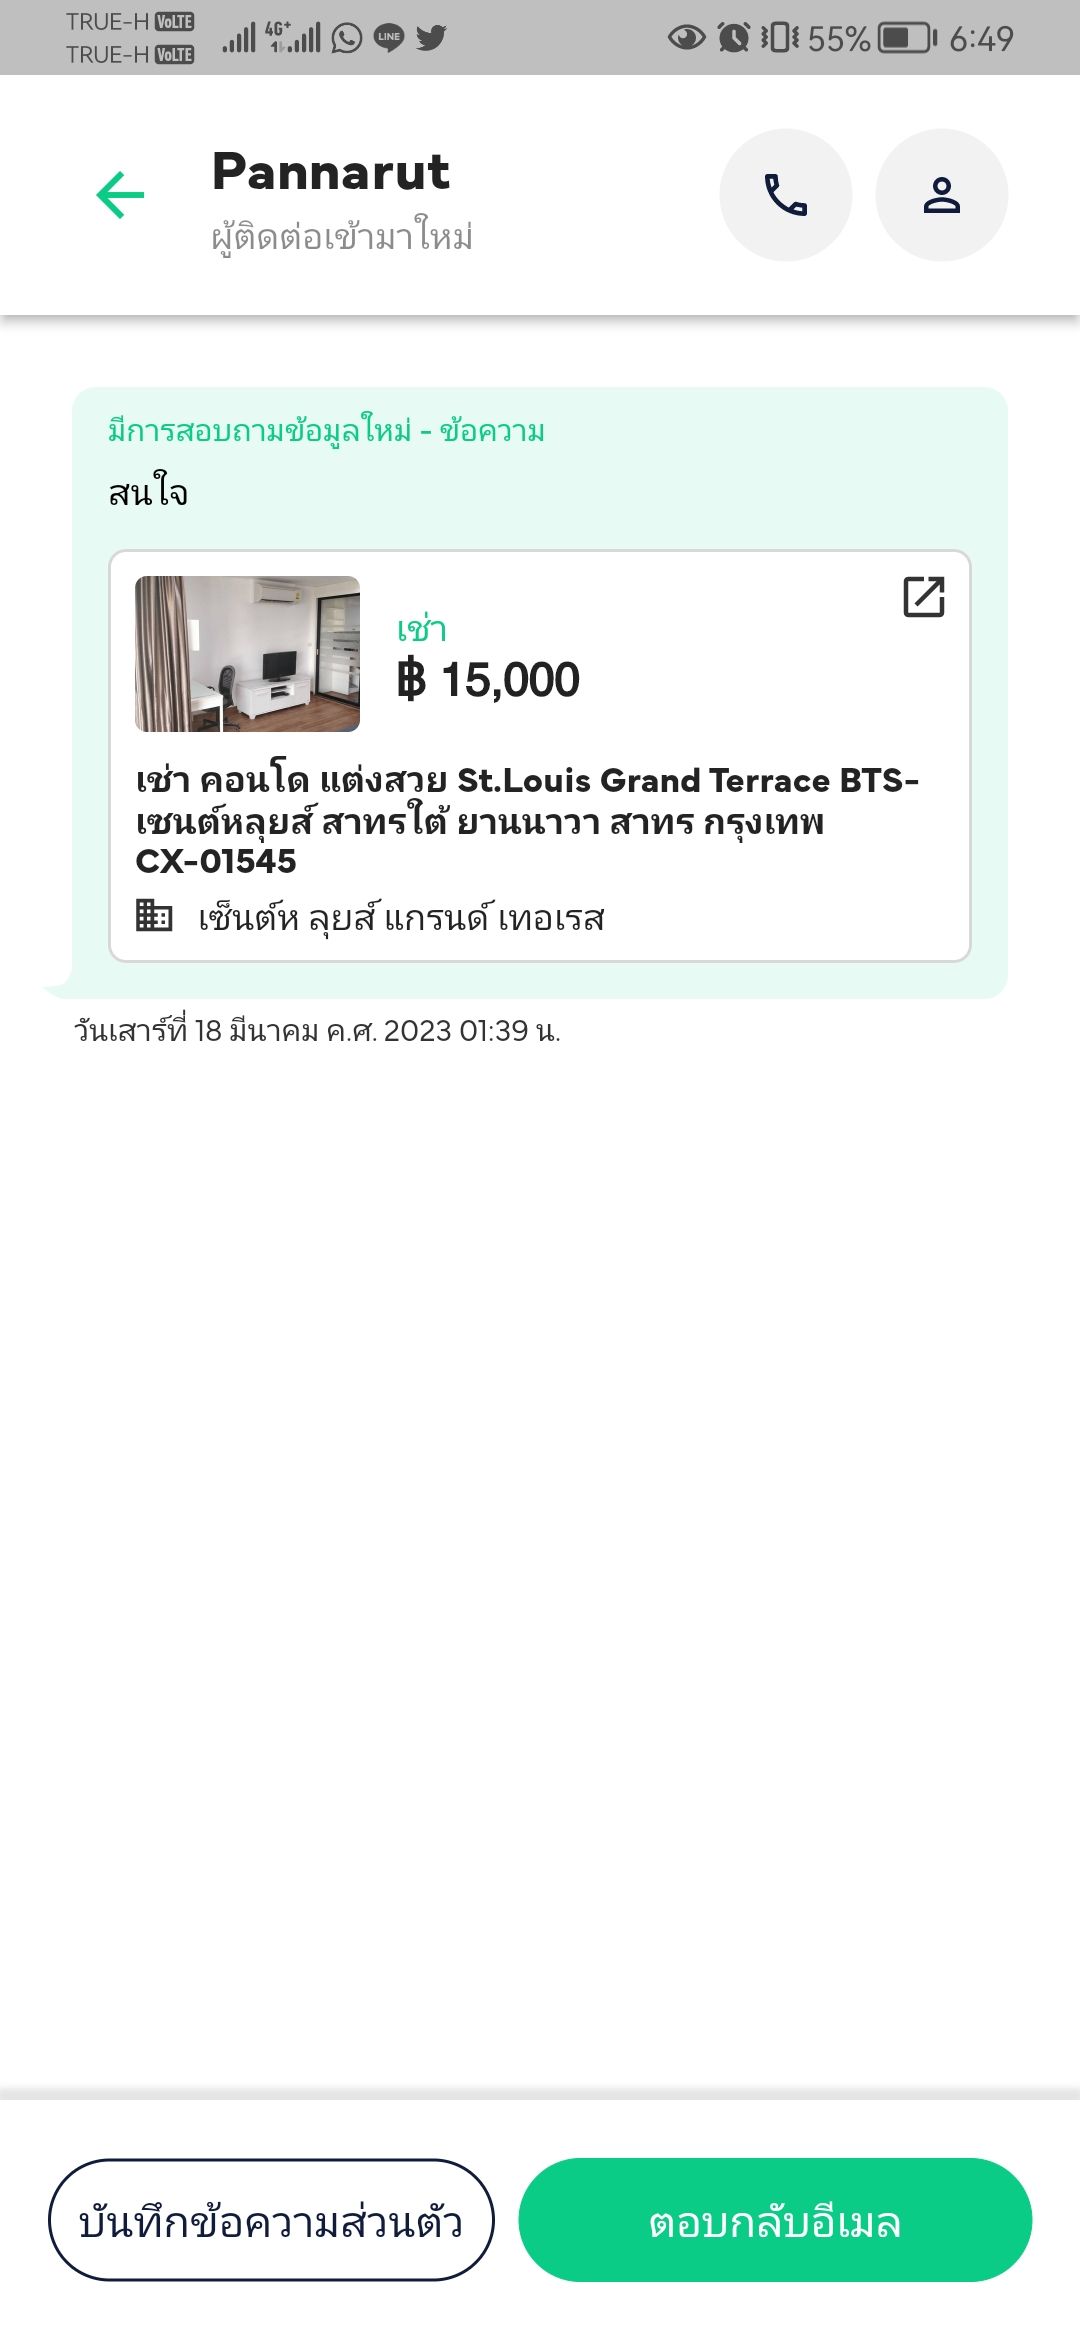 TRUE-H VoLTE 4G+ LINE 55% 6:49
TRUE-H VoLTE
Pannarut
ผู้ติดต่อเข้ามาใหม่
มีการสอบถามข้อมูลใหม่ - ข้อความ
สนใจ
เช่า
฿ 15,000
เช่า คอนโด แต่งสวย St.Louis Grand Terrace BTS-
เซนต์หลุยส์ สาทรใต้ ยานนาวา สาทร กรุงเทพ
CX-01545
เซ็นต์ห ลุยส์ แกรนด์ เทอเรส
วันเสาร์ที่ 18 มีนาคม ค.ศ. 2023 01:39 น.
บันทึกข้อความส่วนตัว
ตอบกลับอีเมล